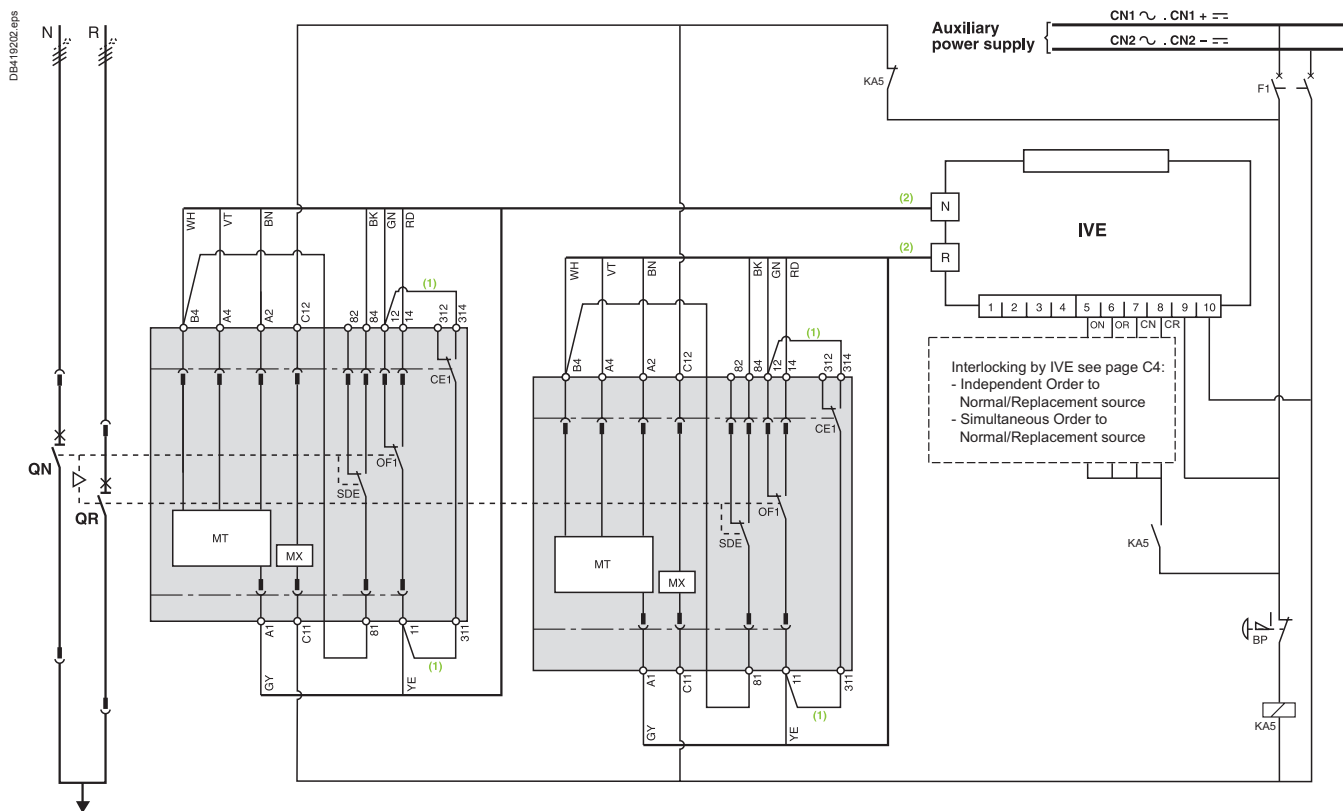 DB419202.eps
N
R
Auxiliary
power supply
CN1 ∿ . CN1 + ⎓
CN2 ∿ . CN2 – ⎓
KA5
F1
WH
VT
BN
BK
GN
RD
(2)
N
IVE
(2)
R
WH
VT
BN
BK
GN
RD
(1)
B4
A4
A2
C12
82
84
12
14
312
314
1 2 3 4 5 6 7 8 9 10
ON OR CN CR
(1)
B4
A4
A2
C12
82
84
12
14
312
314
CE1
CE1
Interlocking by IVE see page C4:
- Independent Order to
Normal/Replacement source
- Simultaneous Order to
Normal/Replacement source
QN
OF1
SDE
QR
OF1
SDE
MT
MX
MT
MX
KA5
A1
C11
81
11
311
(1)
BP
GY
YE
A1
C11
81
11
311
(1)
GY
YE
KA5